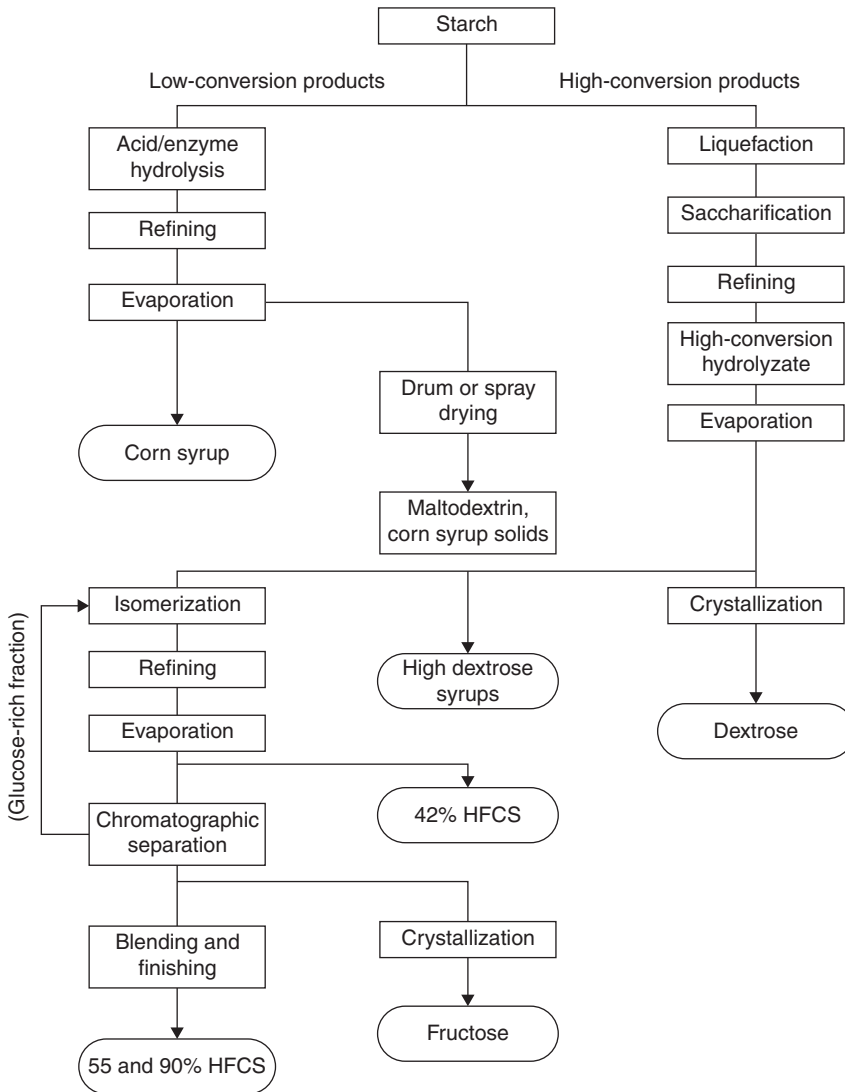 Starch
Low-conversion products
High-conversion products
Acid/enzyme
hydrolysis
Liquefaction
Refining
Saccharification
Evaporation
Refining
Drum or spray
drying
High-conversion
hydrolyzate
Evaporation
Corn syrup
Maltodextrin,
corn syrup solids
(Glucose-rich fraction)
Isomerization
Crystallization
Refining
High dextrose
syrups
Evaporation
Dextrose
42% HFCS
Chromatographic
separation
Blending and
finishing
Crystallization
55 and 90% HFCS
Fructose